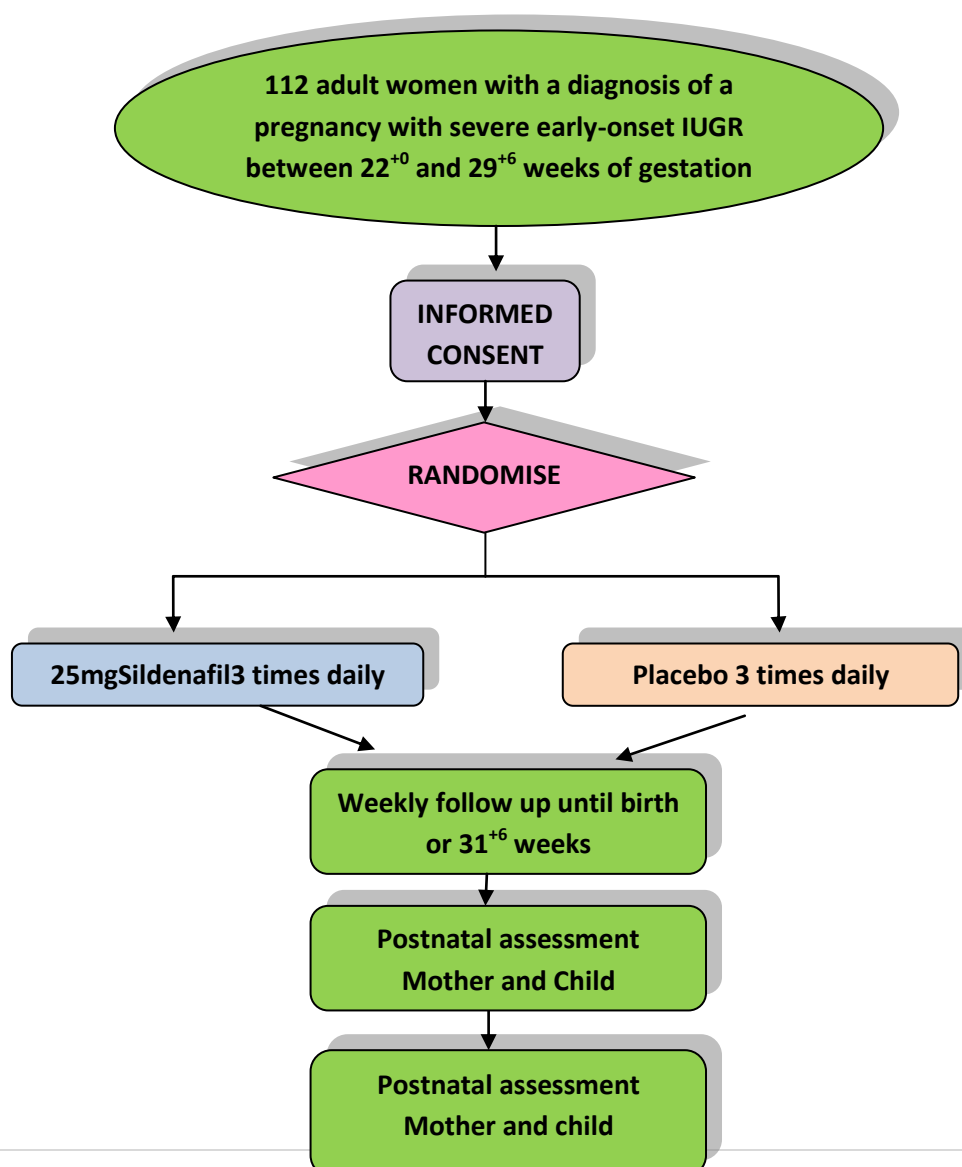 112 adult women with a diagnosis of a
pregnancy with severe early-onset IUGR
between 22⁺⁰ and 29⁺⁶ weeks of gestation
INFORMED
CONSENT
RANDOMISE
25mgSildenafil3 times daily
Placebo 3 times daily
Weekly follow up until birth
or 31⁺⁶ weeks
Postnatal assessment
Mother and Child
Postnatal assessment
Mother and child